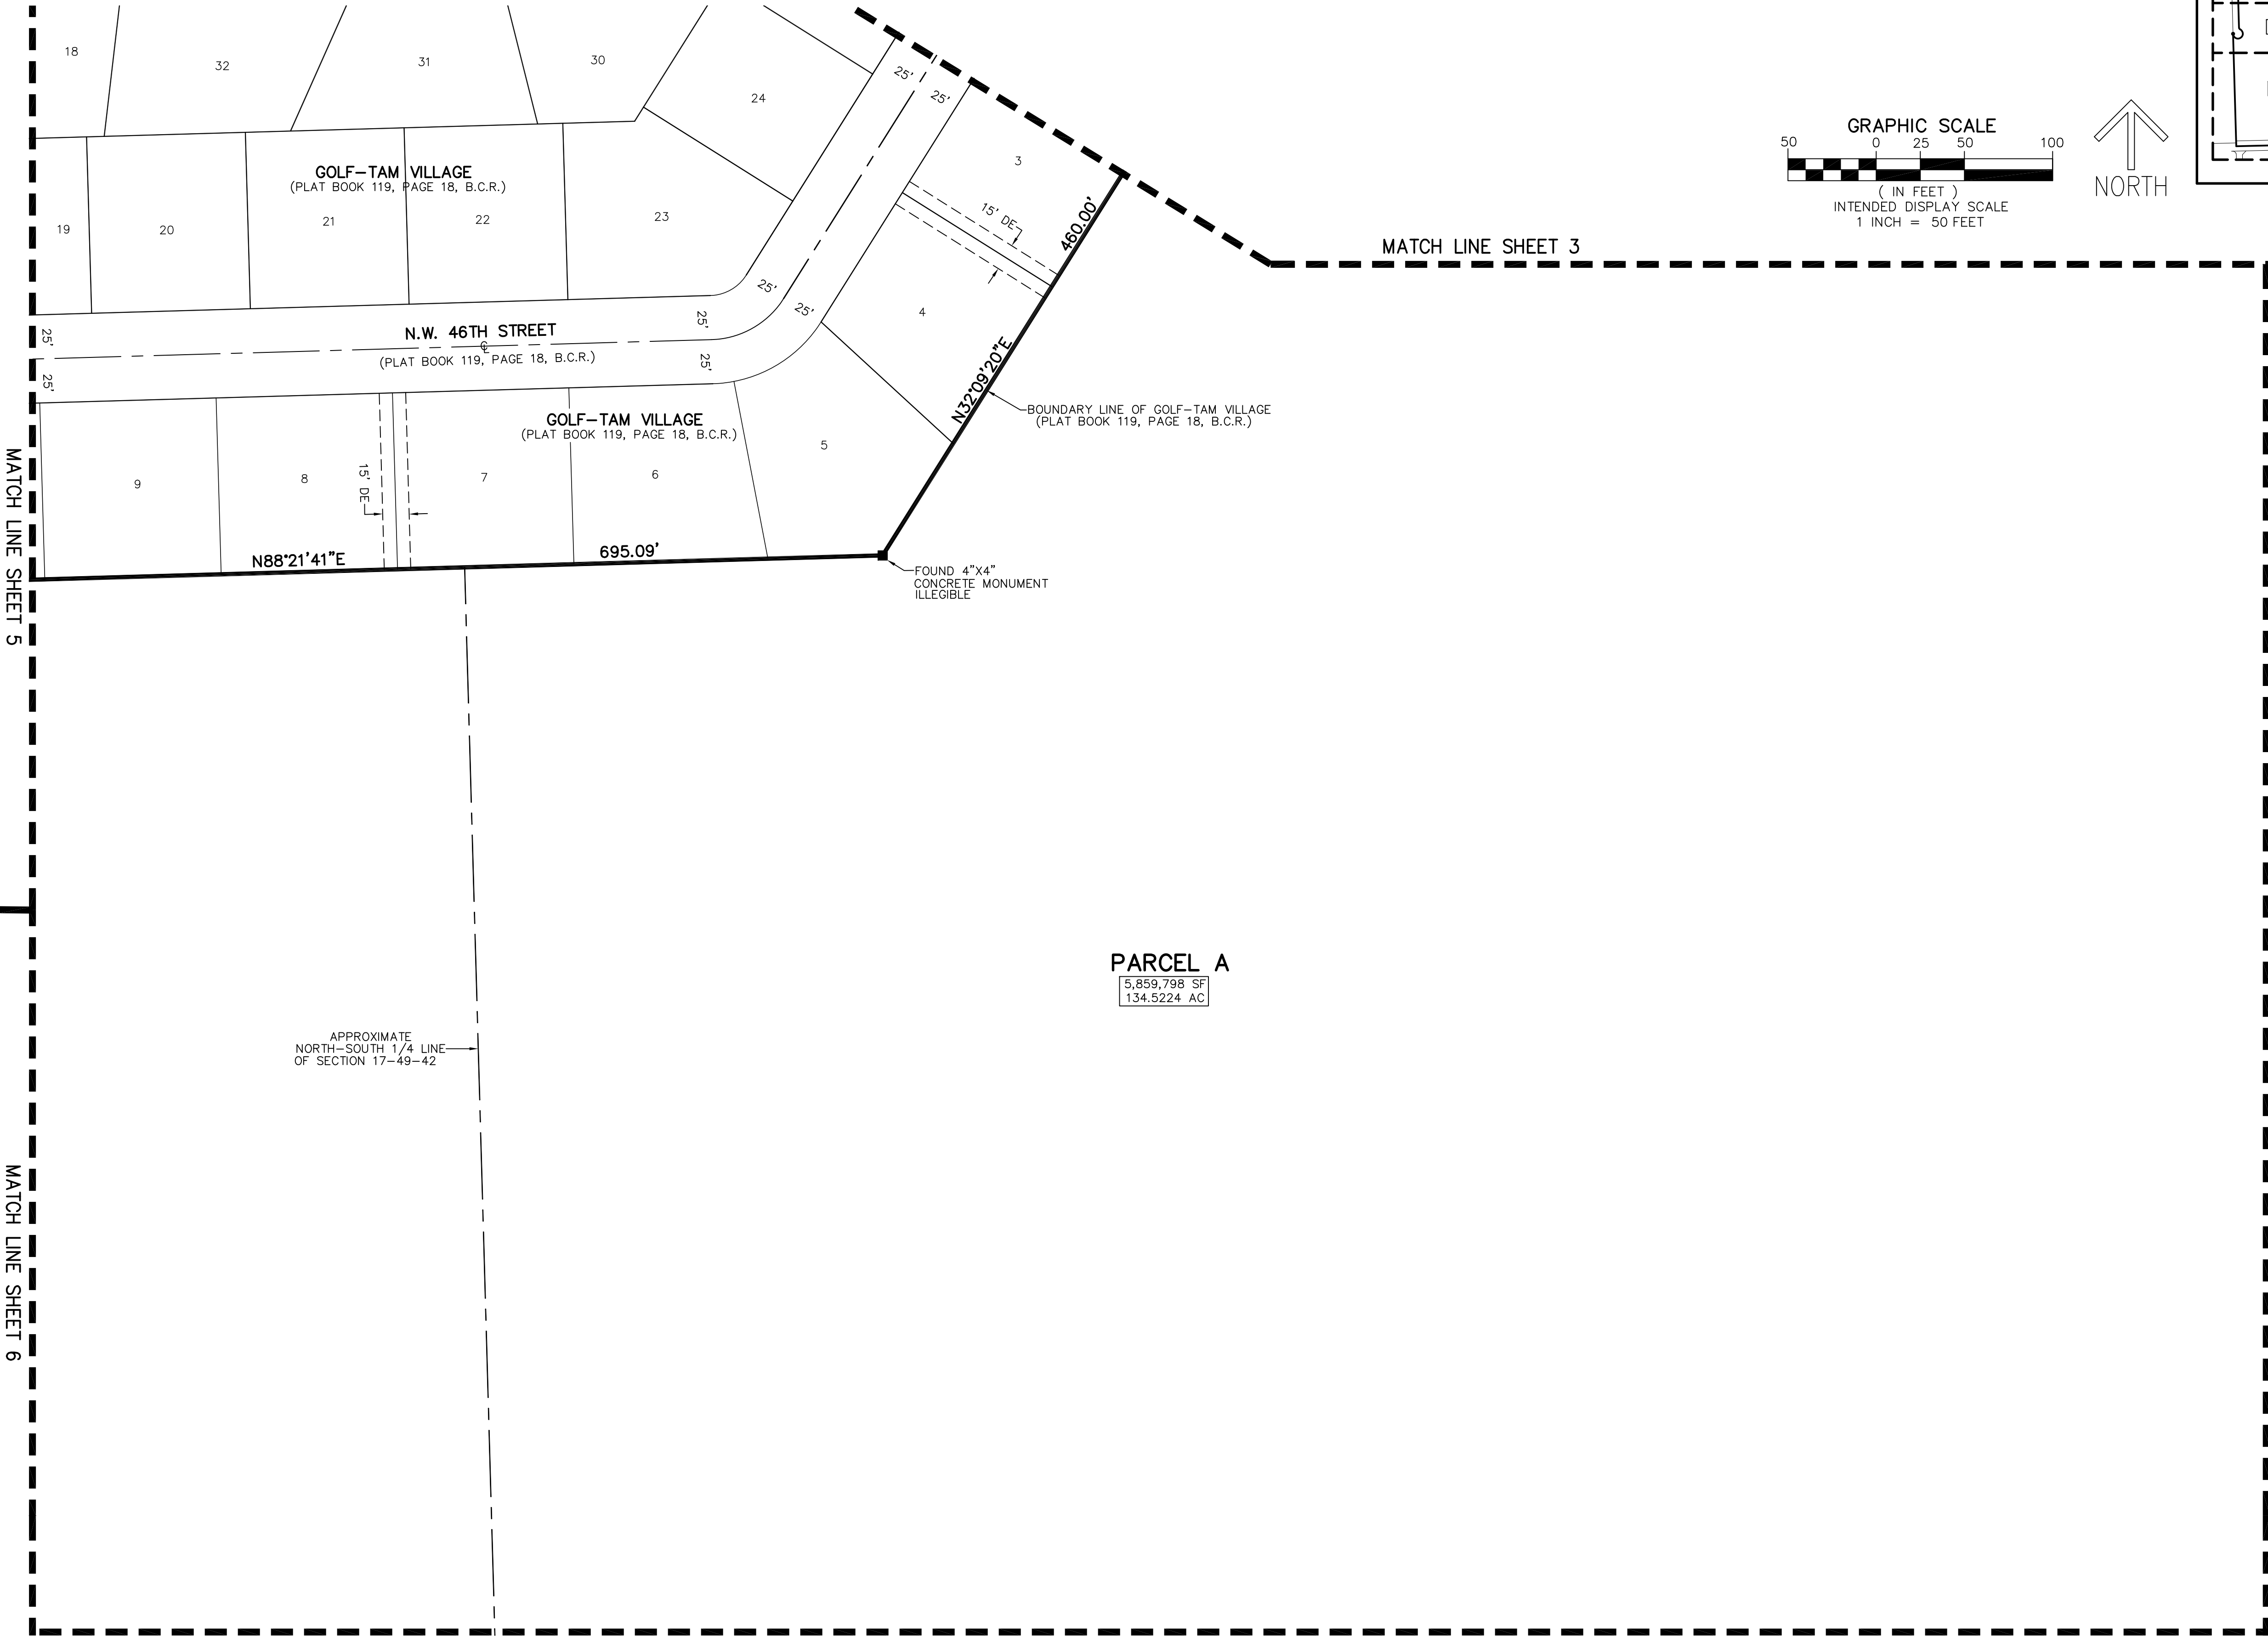 18
32
31
30
24
25'
25'
3
GOLF-TAM VILLAGE
(PLAT BOOK 119, PAGE 18, B.C.R.)
19
20
21
22
23
15' DE
460.00'
GRAPHIC SCALE
50 0 25 50 100
( IN FEET )
INTENDED DISPLAY SCALE
1 INCH = 50 FEET
NORTH
MATCH LINE SHEET 3
25'
25'
25'
25'
4
N.W. 46TH STREET
℄
(PLAT BOOK 119, PAGE 18, B.C.R.)
25'
25'
N32°09'20"E
BOUNDARY LINE OF GOLF-TAM VILLAGE
(PLAT BOOK 119, PAGE 18, B.C.R.)
GOLF-TAM VILLAGE
(PLAT BOOK 119, PAGE 18, B.C.R.)
9
8
15' DE
7
6
5
N88°21'41"E
695.09'
FOUND 4"X4"
CONCRETE MONUMENT
ILLEGIBLE
MATCH LINE SHEET 5
PARCEL A
5,859,798 SF
134.5224 AC
APPROXIMATE
NORTH-SOUTH 1/4 LINE
OF SECTION 17-49-42
MATCH LINE SHEET 6